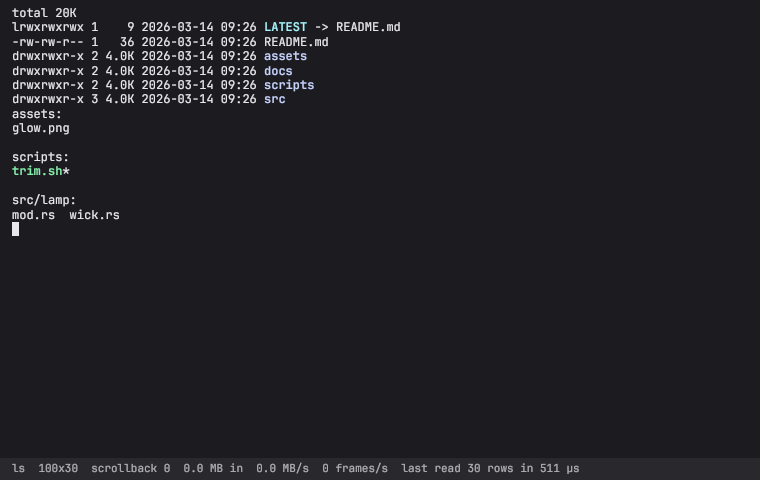 total 20K
lrwxrwxrwx 1    9 2026-03-14 09:26 LATEST -> README.md
-rw-rw-r-- 1   36 2026-03-14 09:26 README.md
drwxrwxr-x 2 4.0K 2026-03-14 09:26 assets
drwxrwxr-x 2 4.0K 2026-03-14 09:26 docs
drwxrwxr-x 2 4.0K 2026-03-14 09:26 scripts
drwxrwxr-x 3 4.0K 2026-03-14 09:26 src
assets:
glow.png

scripts:
trim.sh*

src/lamp:
mod.rs  wick.rs
ls  100x30  scrollback 0  0.0 MB in  0.0 MB/s  0 frames/s  last read 30 rows in 511 µs